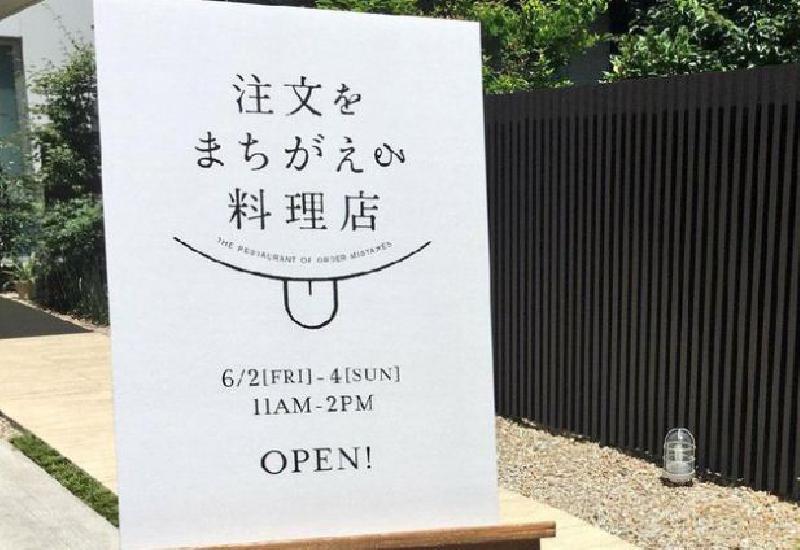 注文を
まちがえる
料理店
THE RESTAURANT OF ORDER MISTAKES
6/2[FRI]-4[SUN]
11AM-2PM
OPEN!